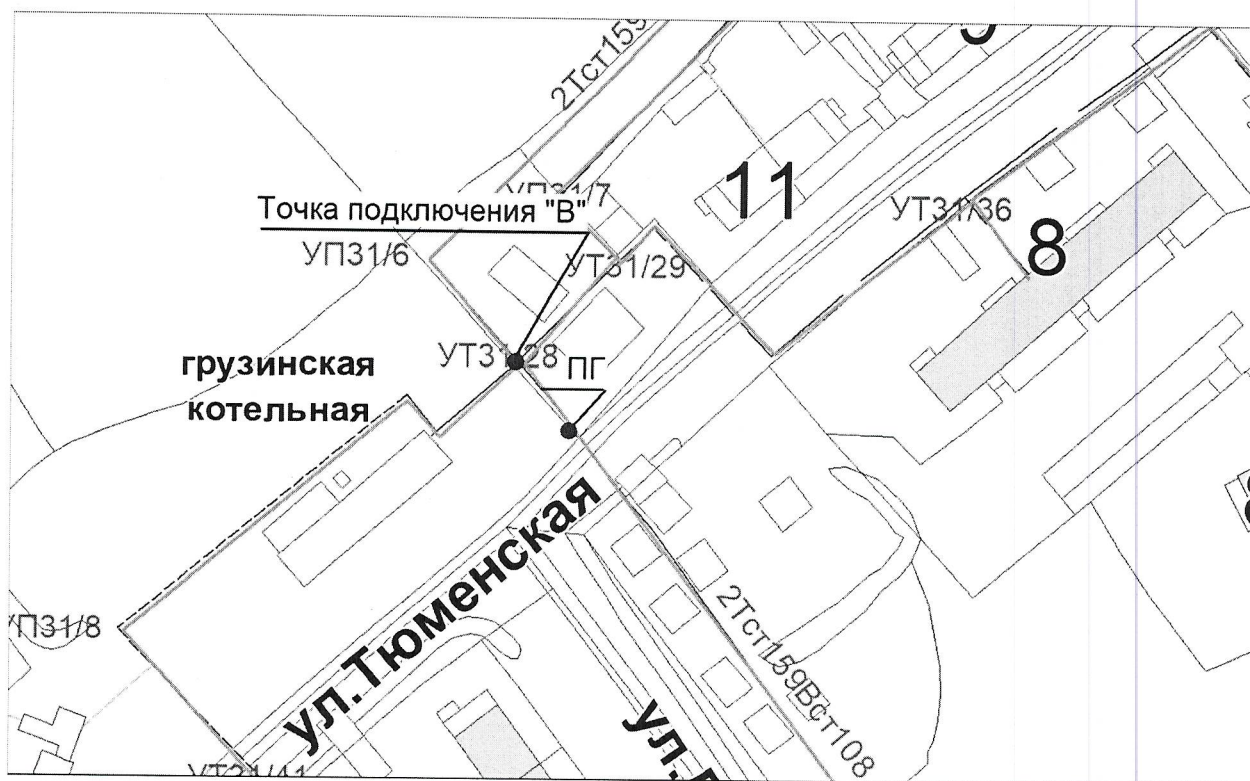 2Тст159
11
УП31/7
Точка подключения "В"
УП31/6
УТ31/29
УТ31/36
8
УТ31/28
ПГ
грузинская
котельная
ул.Тюменская
УП31/8
2Тст159Вст108